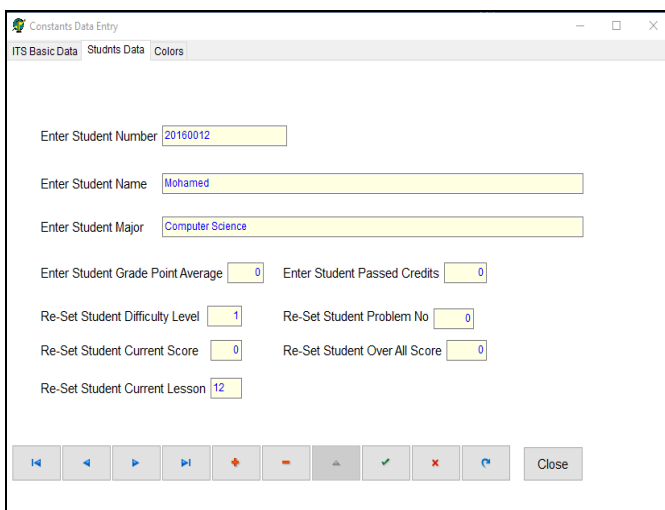 Constants Data Entry
ITS Basic Data Studnts Data Colors
Enter Student Number 20160012
Enter Student Name Mohamed
Enter Student Major Computer Science
Enter Student Grade Point Average 0 Enter Student Passed Credits 0
Re-Set Student Difficulty Level 1 Re-Set Student Problem No 0
Re-Set Student Current Score 0 Re-Set Student Over All Score 0
Re-Set Student Current Lesson 12
Close